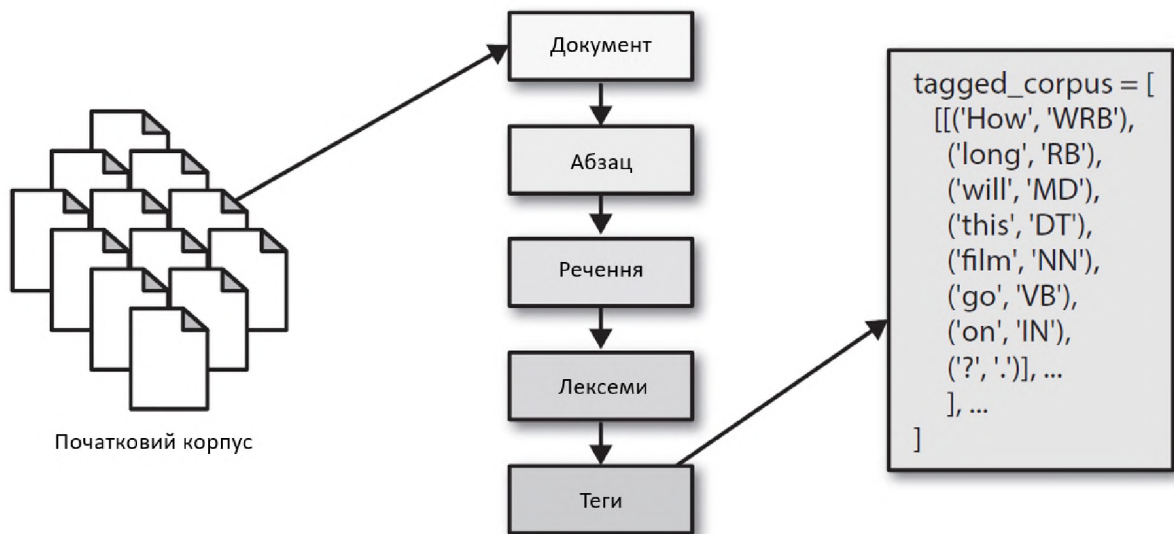 Початковий корпус
Документ
Абзац
Речення
Лексеми
Теги
tagged_corpus = [
[[('How', 'WRB'),
('long', 'RB'),
('will', 'MD'),
('this', 'DT'),
('film', 'NN'),
('go', 'VB'),
('on', 'IN'),
('?', '.')], ...
], ...
]